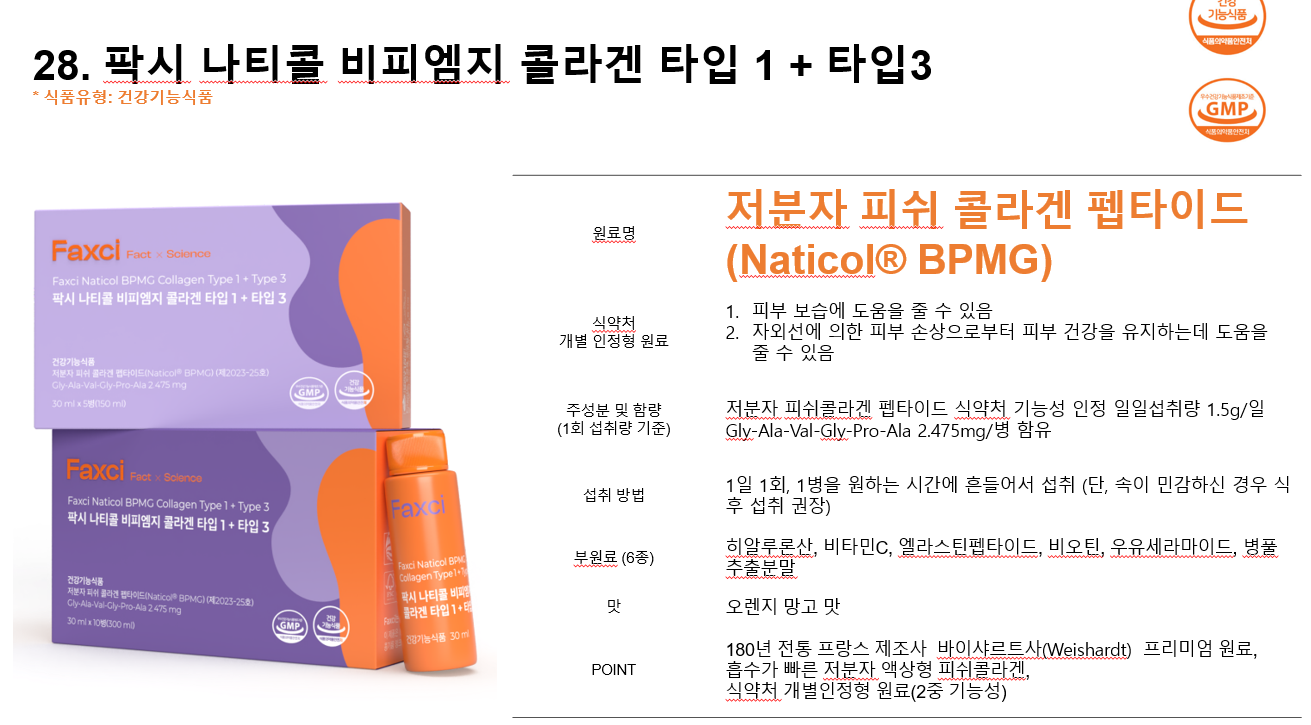 건강
기능식품
식품의약품안전처
28. 팍시 나티콜 비피엠지 콜라겐 타입 1 + 타입3
* 식품유형: 건강기능식품
우수건강기능식품제조기준
GMP
식품의약품안전처
Faxci Fact × Science
Faxci Naticol BPMG Collagen Type 1 + Type 3
팍시 나티콜 비피엠지 콜라겐 타입 1 + 타입 3
건강기능식품
저분자 피쉬 콜라겐 펩타이드(Naticol® BPMG) (제2023-25호)
Gly-Ala-Val-Gly-Pro-Ala 2.475 mg
30 ml x 5병(150 ml)
GMP
건강
기능식품
Faxci Fact × Science
Faxci Naticol BPMG Collagen Type 1 + Type 3
팍시 나티콜 비피엠지 콜라겐 타입 1 + 타입 3
건강기능식품
저분자 피쉬 콜라겐 펩타이드(Naticol® BPMG) (제2023-25호)
Gly-Ala-Val-Gly-Pro-Ala 2.475 mg
30 ml x 10병(300 ml)
GMP
건강
기능식품
Faxci
Faxci Naticol BPMG
Collagen Type 1 + Ty
팍시 나티콜 비피엠
콜라겐 타입 1 + 타입
건강기능식품 30 ml
원료명
저분자 피쉬 콜라겐 펩타이드
(Naticol® BPMG)
식약처
개별 인정형 원료
1. 피부 보습에 도움을 줄 수 있음
2. 자외선에 의한 피부 손상으로부터 피부 건강을 유지하는데 도움을
줄 수 있음
주성분 및 함량
(1회 섭취량 기준)
저분자 피쉬콜라겐 펩타이드 식약처 기능성 인정 일일섭취량 1.5g/일
Gly-Ala-Val-Gly-Pro-Ala 2.475mg/병 함유
섭취 방법
1일 1회, 1병을 원하는 시간에 흔들어서 섭취 (단, 속이 민감하신 경우 식
후 섭취 권장)
부원료 (6종)
히알루론산, 비타민C, 엘라스틴펩타이드, 비오틴, 우유세라마이드, 병풀
추출분말
맛
오렌지 망고 맛
POINT
180년 전통 프랑스 제조사 바이샤르트사(Weishardt) 프리미엄 원료,
흡수가 빠른 저분자 액상형 피쉬콜라겐,
식약처 개별인정형 원료(2중 기능성)